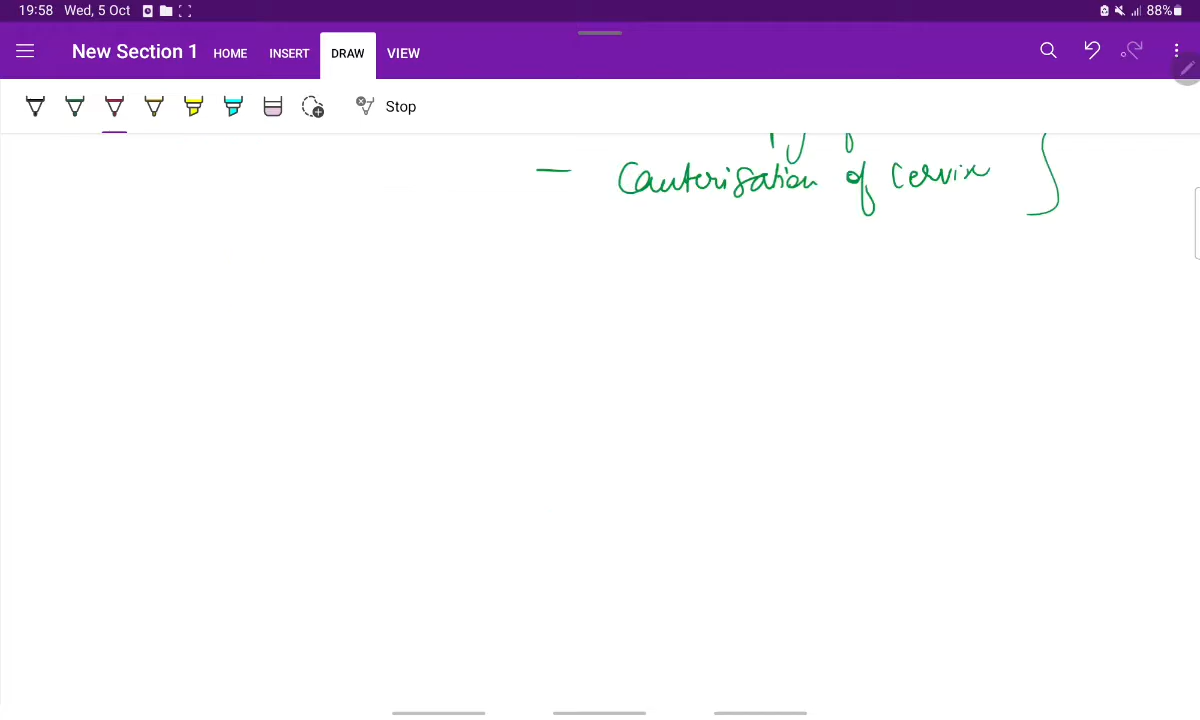 19:58 Wed, 5 Oct 88%
New Section 1 HOME INSERT DRAW VIEW
Stop
— Cauterisation of cervix